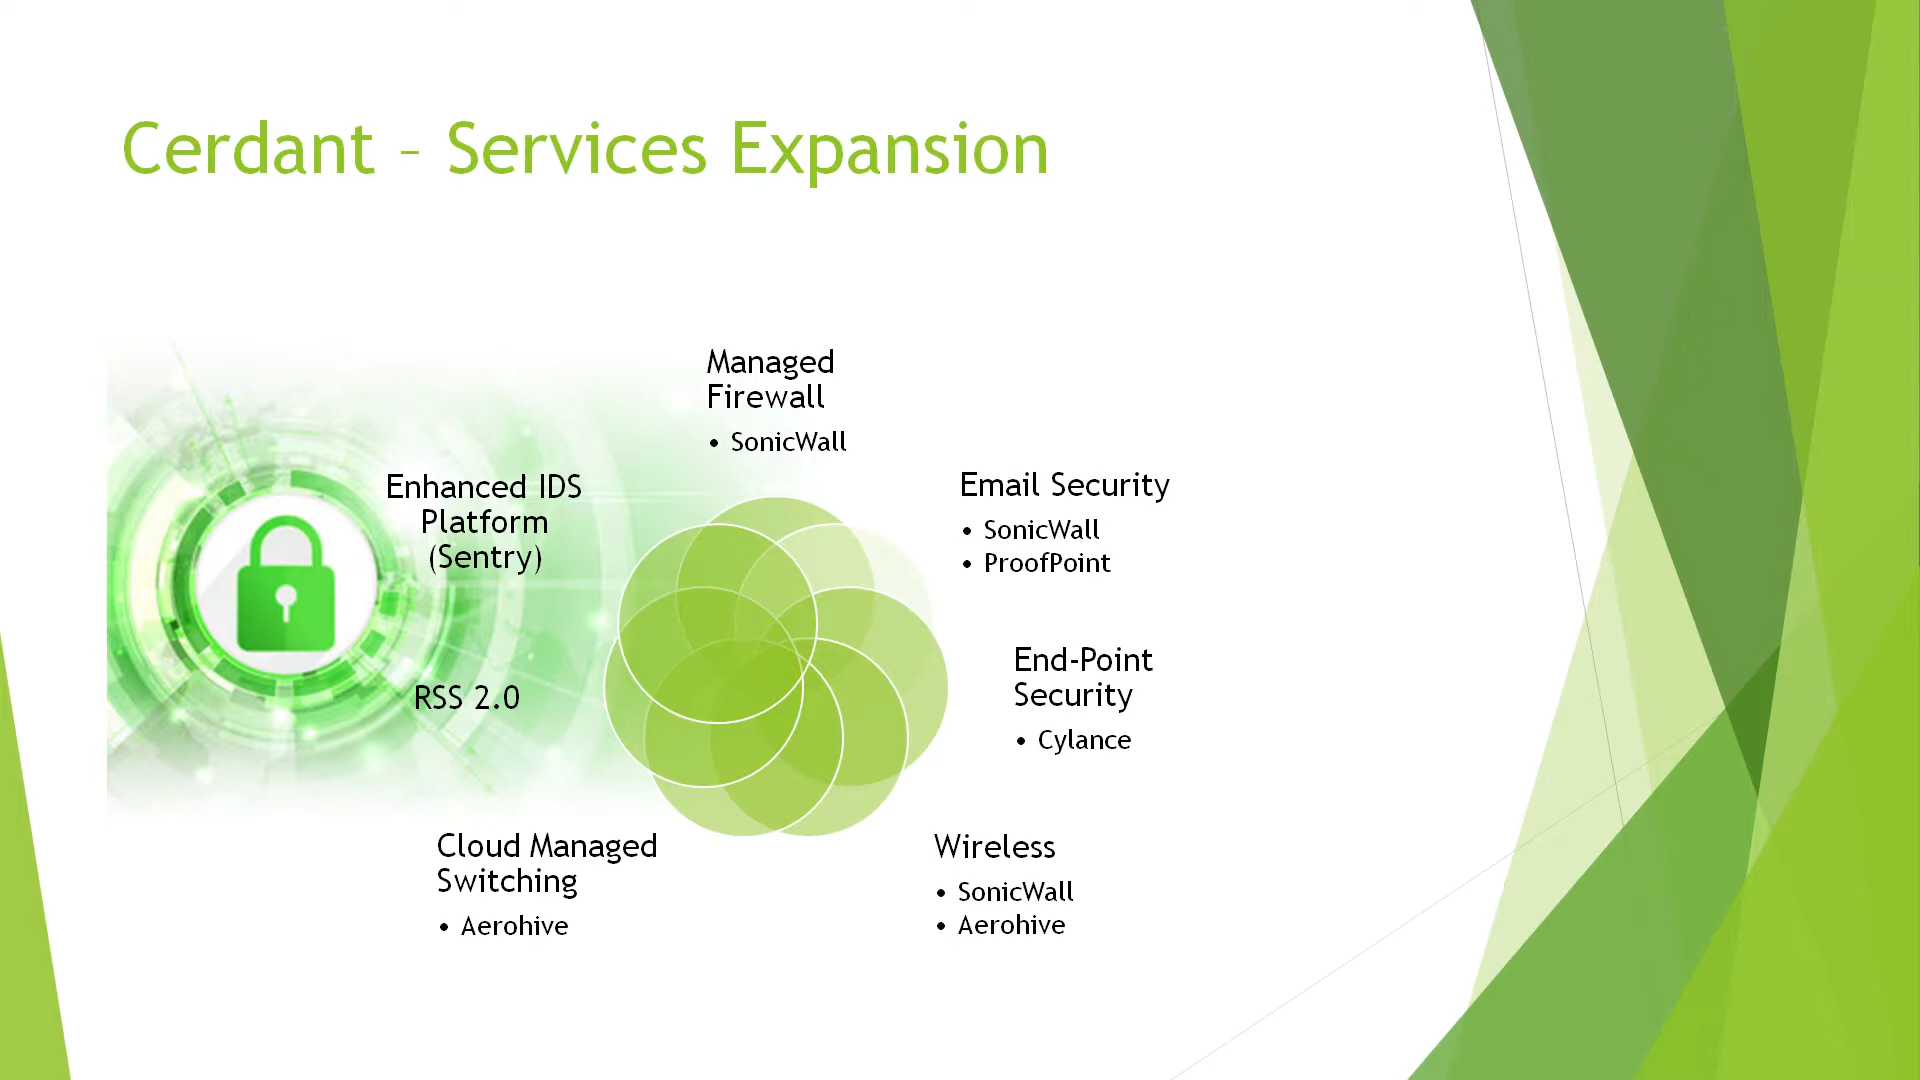 Cerdant – Services Expansion
Managed
Firewall
• SonicWall
Email Security
• SonicWall
• ProofPoint
End-Point
Security
• Cylance
Wireless
• SonicWall
• Aerohive
Cloud Managed
Switching
• Aerohive
RSS 2.0
Enhanced IDS
Platform
(Sentry)